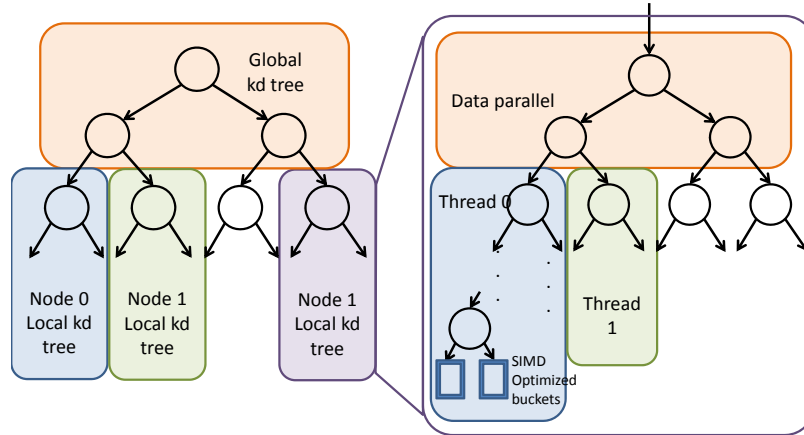 Global
kd tree
Node 0
Local kd
tree
Node 1
Local kd
tree
Node 1
Local kd
tree
Data parallel
Thread 0
Thread
1
SIMD
Optimized
buckets